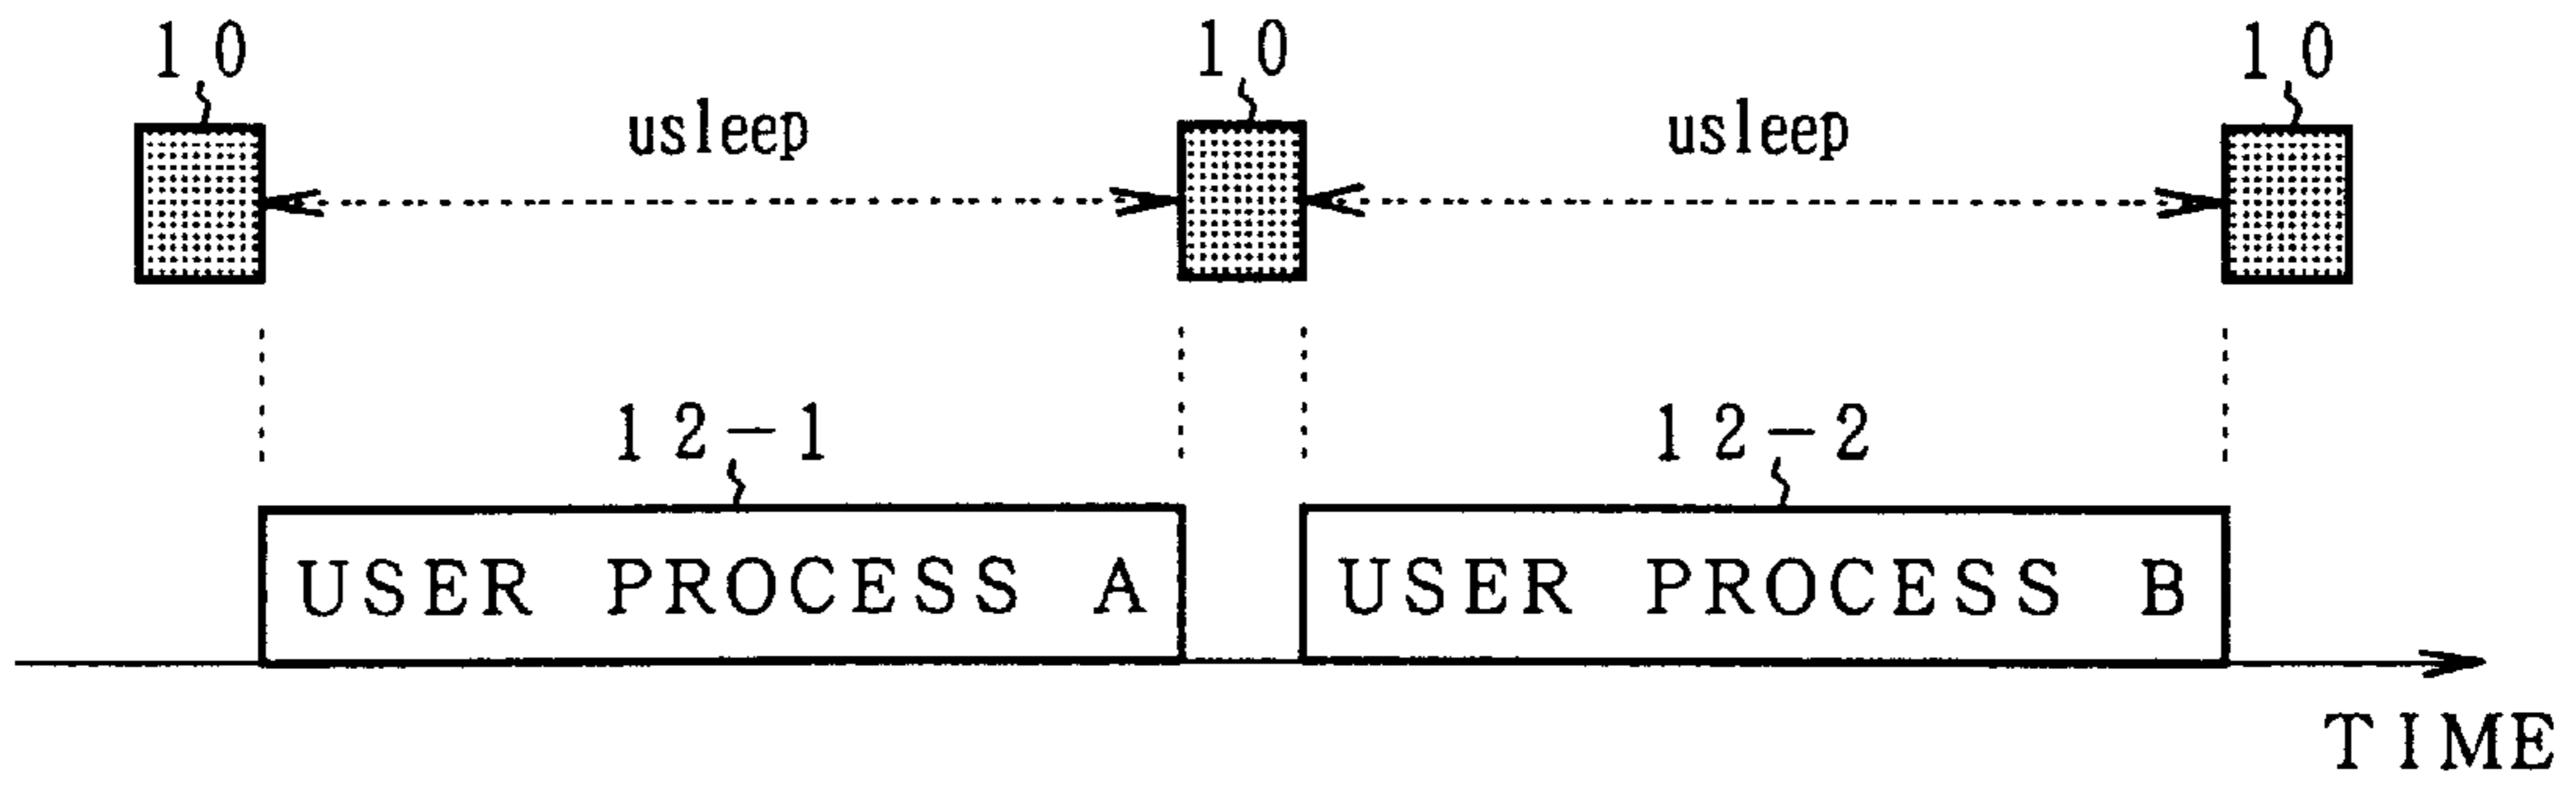 10 10 10
usleep usleep
12-1 12-2
USER PROCESS A USER PROCESS B
TIME